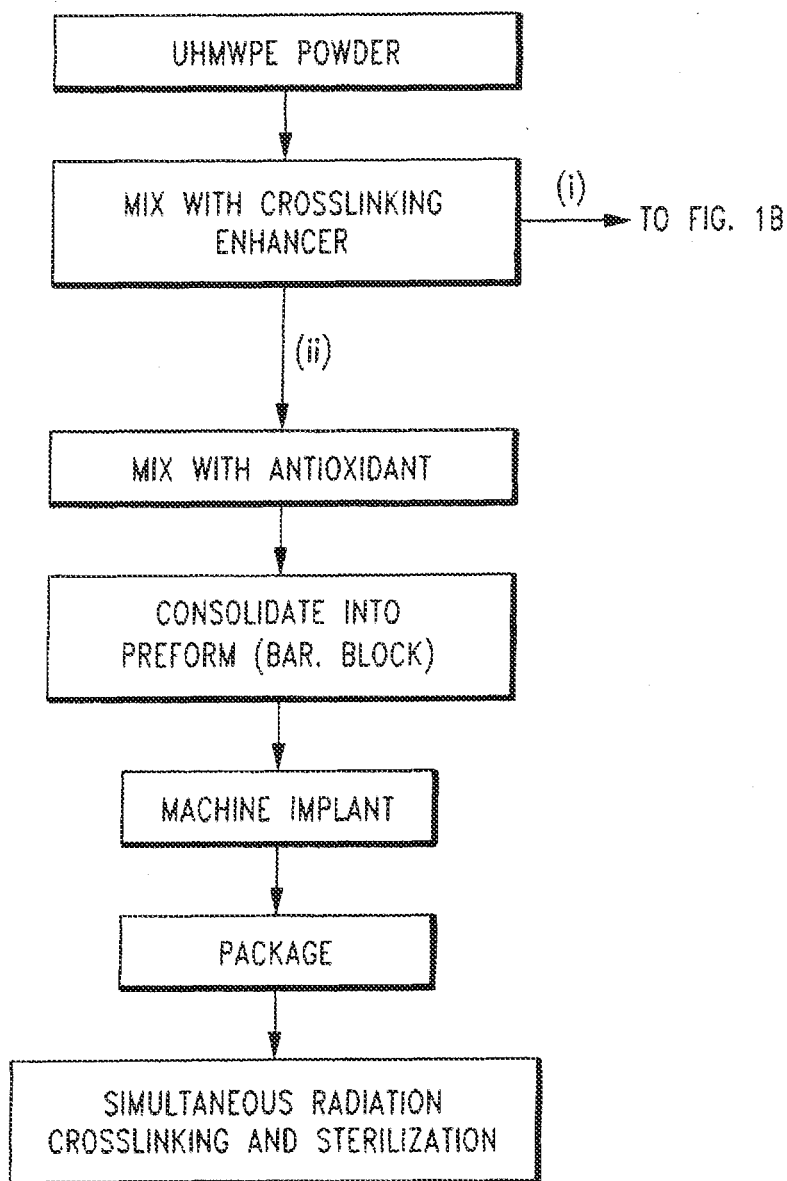 UHMWPE POWDER
MIX WITH CROSSLINKING
ENHANCER
(i)
TO FIG. 1B
(ii)
MIX WITH ANTIOXIDANT
CONSOLIDATE INTO
PREFORM (BAR. BLOCK)
MACHINE IMPLANT
PACKAGE
SIMULTANEOUS RADIATION
CROSSLINKING AND STERILIZATION